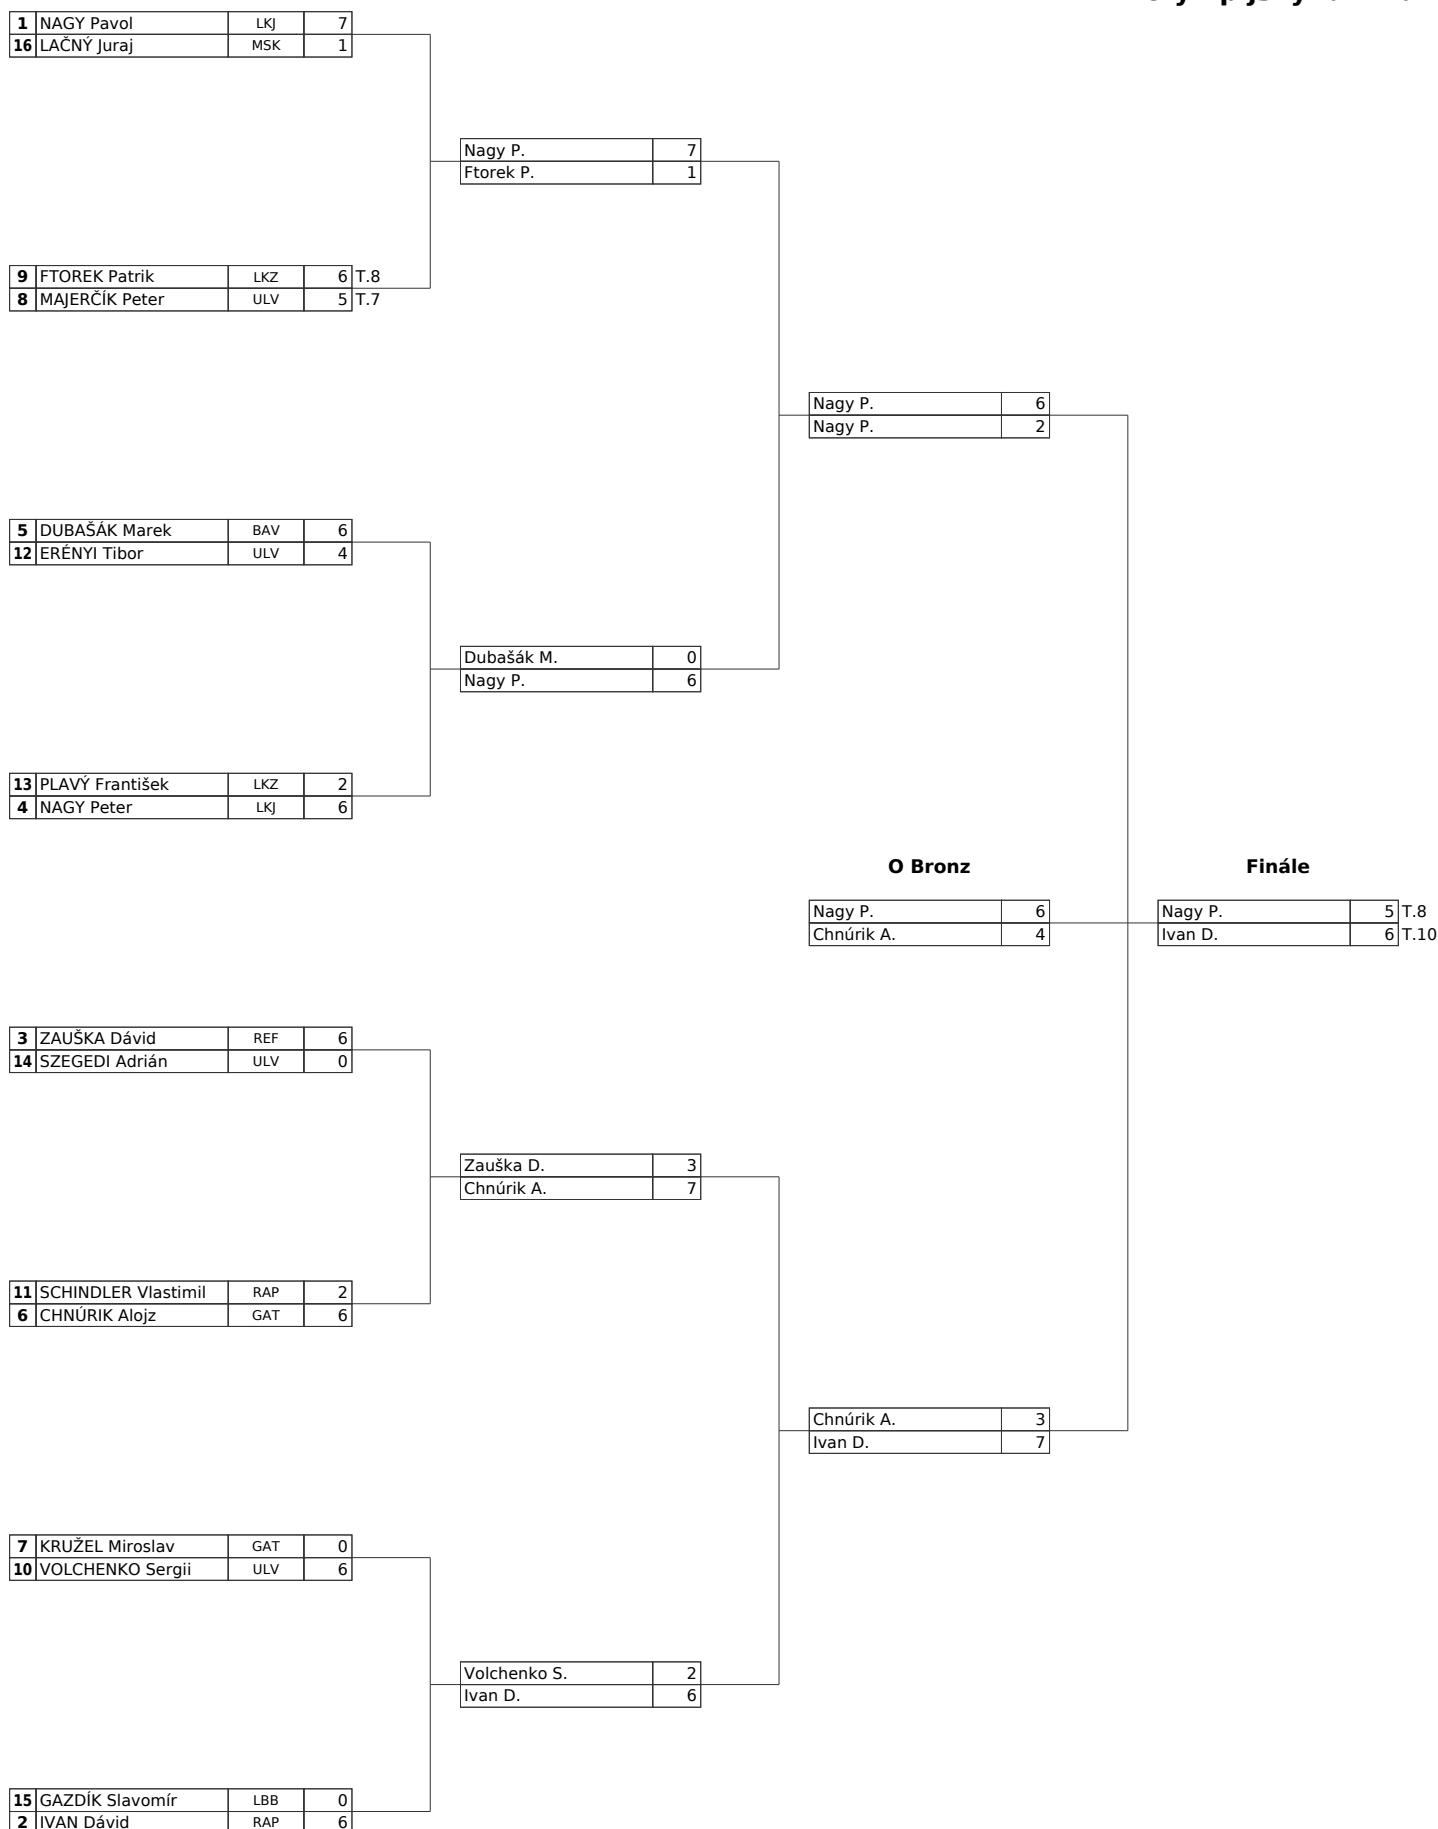 1 NAGY Pavol LKJ 7
16 LAČNÝ Juraj MSK 1
Nagy P. 7
Ftorek P. 1
9 FTOREK Patrik LKZ 6 T.8
8 MAJERČÍK Peter ULV 5 T.7
Nagy P. 6
Nagy P. 2
5 DUBAŠÁK Marek BAV 6
12 ERÉNYI Tibor ULV 4
Dubašák M. 0
Nagy P. 6
13 PLAVÝ František LKZ 2
4 NAGY Peter LKJ 6
O Bronz Finále
Nagy P. 6 Nagy P. 5 T.8
Chnúrik A. 4 Ivan D. 6 T.10
3 ZAUŠKA Dávid REF 6
14 SZEGEDI Adrián ULV 0
Zauška D. 3
Chnúrik A. 7
11 SCHINDLER Vlastimil RAP 2
6 CHNÚRIK Alojz GAT 6
Chnúrik A. 3
Ivan D. 7
7 KRUŽEL Miroslav GAT 0
10 VOLCHENKO Sergii ULV 6
Volchenko S. 2
Ivan D. 6
15 GAZDÍK Slavomír LBB 0
2 IVAN Dávid RAP 6